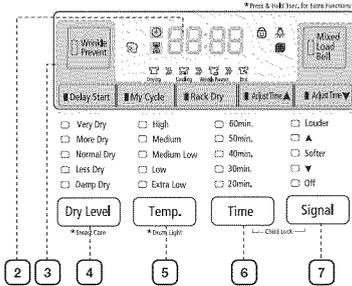 *Press & Hold 3sec. for Extra Functions
Wrinkle Prevent
88:88
Mixed Load Bell
Drying Cooling Wrinkle Prevent End
Delay Start My Cycle Rack Dry Adjust Time▲ Adjust Time▼
Very Dry High 60min. Louder
More Dry Medium 50min. ▲
Normal Dry Medium Low 40min. Softer
Less Dry Low 30min. ▼
Damp Dry Extra Low 20min. Off
Dry Level Temp. Time Signal
*Drum Light Child Lock
2 3 4 5 6 7